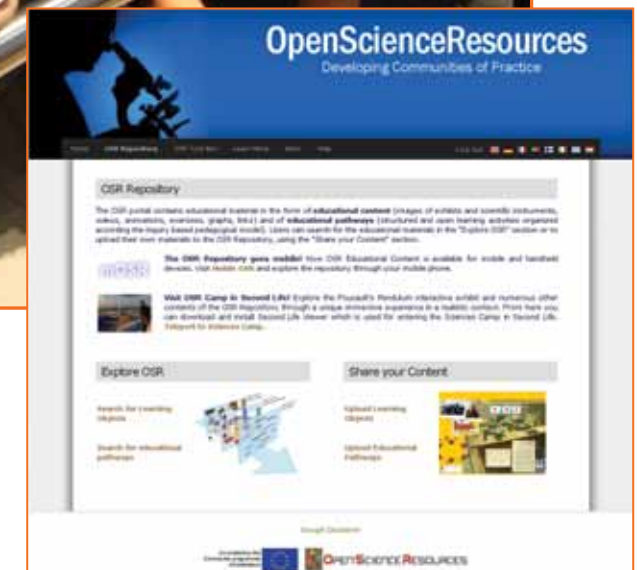 OpenScienceResources
Developing Communities of Practice
OSR Repository
OSR Repository
The OSR portal contains educational material in the form of educational content (images of exhibits and scientific instruments,
videos, animations, exercises, graphs, links) and of educational pathways (structured and open learning activities organized
according the inquiry based pedagogical model). Users can search for the educational materials in the "Explore OSR" section or to
upload their own materials to the OSR Repository, using the "Share your Content" section.
The OSR Repository goes mobile! Now OSR Educational Content is available for mobile and handheld
devices. Visit Mobile OSR and explore the repository through your mobile phone.
Visit OSR Camp in Second Life! Explore the Foucault's Pendulum interactive exhibit and numerous other
contents of the OSR Repository, through a unique immersive experience in a realistic context. From here you
can download and install Second Life Viewer which is used for entering the Sciences Camp in Second Life.
Teleport to Sciences Camp.
Explore OSR
Share your Content
Search for Learning
Objects
Upload Learning
Objects
Search for educational
pathways
Upload Educational
Pathways
OPENSCIENCERESOURCES